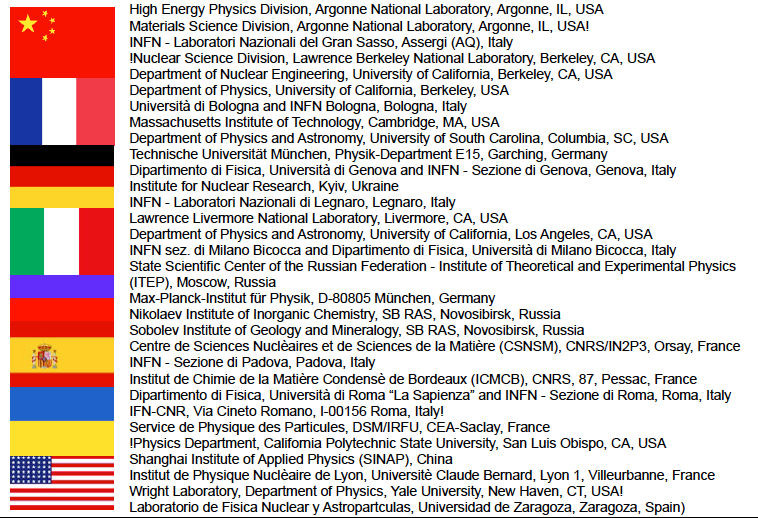 High Energy Physics Division, Argonne National Laboratory, Argonne, IL, USA
Materials Science Division, Argonne National Laboratory, Argonne, IL, USA!
INFN - Laboratori Nazionali del Gran Sasso, Assergi (AQ), Italy
!Nuclear Science Division, Lawrence Berkeley National Laboratory, Berkeley, CA, USA
Department of Nuclear Engineering, University of California, Berkeley, CA, USA
Department of Physics, University of California, Berkeley, USA
Università di Bologna and INFN Bologna, Bologna, Italy
Massachusetts Institute of Technology, Cambridge, MA, USA
Department of Physics and Astronomy, University of South Carolina, Columbia, SC, USA
Technische Universität München, Physik-Department E15, Garching, Germany
Dipartimento di Fisica, Università di Genova and INFN - Sezione di Genova, Genova, Italy
Institute for Nuclear Research, Kyiv, Ukraine
INFN - Laboratori Nazionali di Legnaro, Legnaro, Italy
Lawrence Livermore National Laboratory, Livermore, CA, USA
Department of Physics and Astronomy, University of California, Los Angeles, CA, USA
INFN sez. di Milano Bicocca and Dipartimento di Fisica, Università di Milano Bicocca, Italy
State Scientific Center of the Russian Federation - Institute of Theoretical and Experimental Physics
(ITEP), Moscow, Russia
Max-Planck-Institut für Physik, D-80805 München, Germany
Nikolaev Institute of Inorganic Chemistry, SB RAS, Novosibirsk, Russia
Sobolev Institute of Geology and Mineralogy, SB RAS, Novosibirsk, Russia
Centre de Sciences Nuclèaires et de Sciences de la Matière (CSNSM), CNRS/IN2P3, Orsay, France
INFN - Sezione di Padova, Padova, Italy
Institut de Chimie de la Matière Condensè de Bordeaux (ICMCB), CNRS, 87, Pessac, France
Dipartimento di Fisica, Università di Roma “La Sapienza” and INFN - Sezione di Roma, Roma, Italy
IFN-CNR, Via Cineto Romano, I-00156 Roma, Italy!
Service de Physique des Particules, DSM/IRFU, CEA-Saclay, France
!Physics Department, California Polytechnic State University, San Luis Obispo, CA, USA
Shanghai Institute of Applied Physics (SINAP), China
Institut de Physique Nuclèaire de Lyon, Universitè Claude Bernard, Lyon 1, Villeurbanne, France
Wright Laboratory, Department of Physics, Yale University, New Haven, CT, USA!
Laboratorio de Fisica Nuclear y Astropartculas, Universidad de Zaragoza, Zaragoza, Spain)